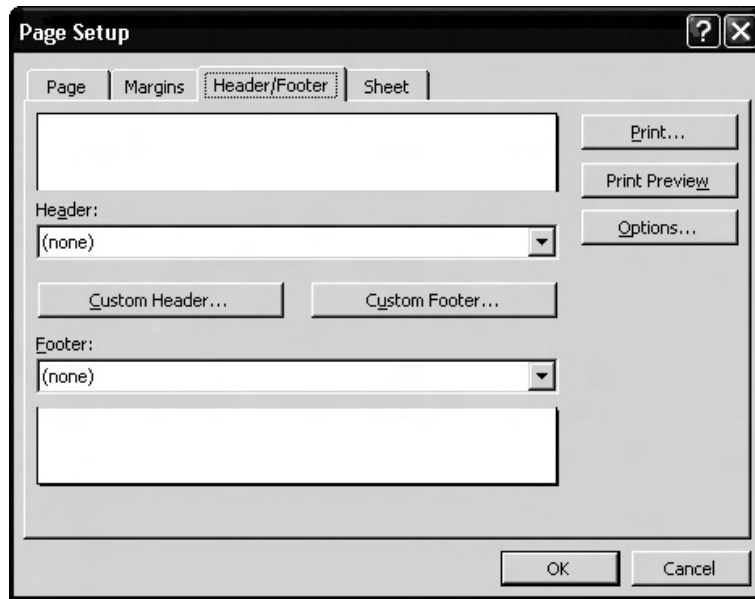 Page Setup
Page Margins Header/Footer Sheet
Print...
Print Preview
Header:
Options...
(none)
Custom Header... Custom Footer...
Footer:
(none)
OK Cancel